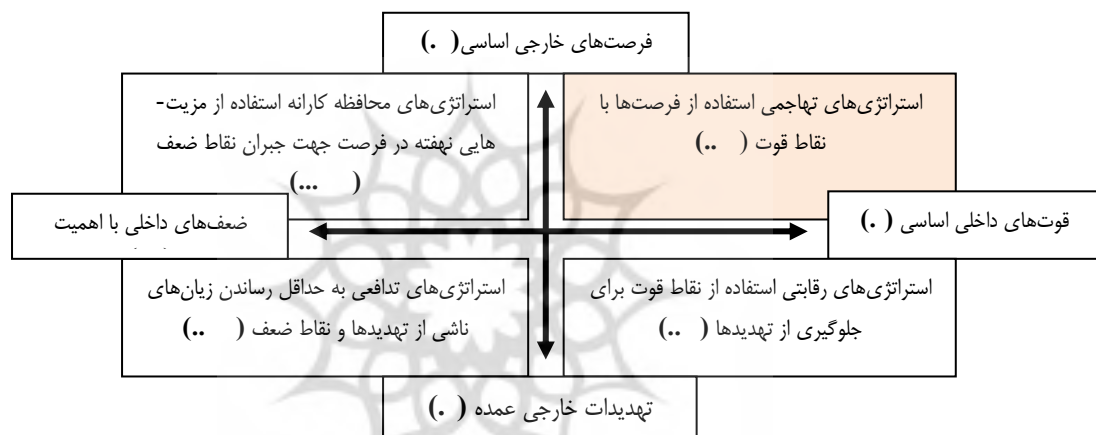 فرصت‌های خارجی اساسی( .)
استراتژی‌های تهاجمی استفاده از فرصت‌ها با
نقاط قوت ( ..)
استراتژی‌های محافظه کارانه استفاده از مزیت-
هایی نهفته در فرصت جهت جبران نقاط ضعف
( ...)
قوت‌های داخلی اساسی ( .)
ضعف‌های داخلی با اهمیت
استراتژی‌های رقابتی استفاده از نقاط قوت برای
جلوگیری از تهدیدها ( ..)
استراتژی‌های تدافعی به حداقل رساندن زیان‌های
ناشی از تهدیدها و نقاط ضعف ( ..)
تهدیدات خارجی عمده ( .)